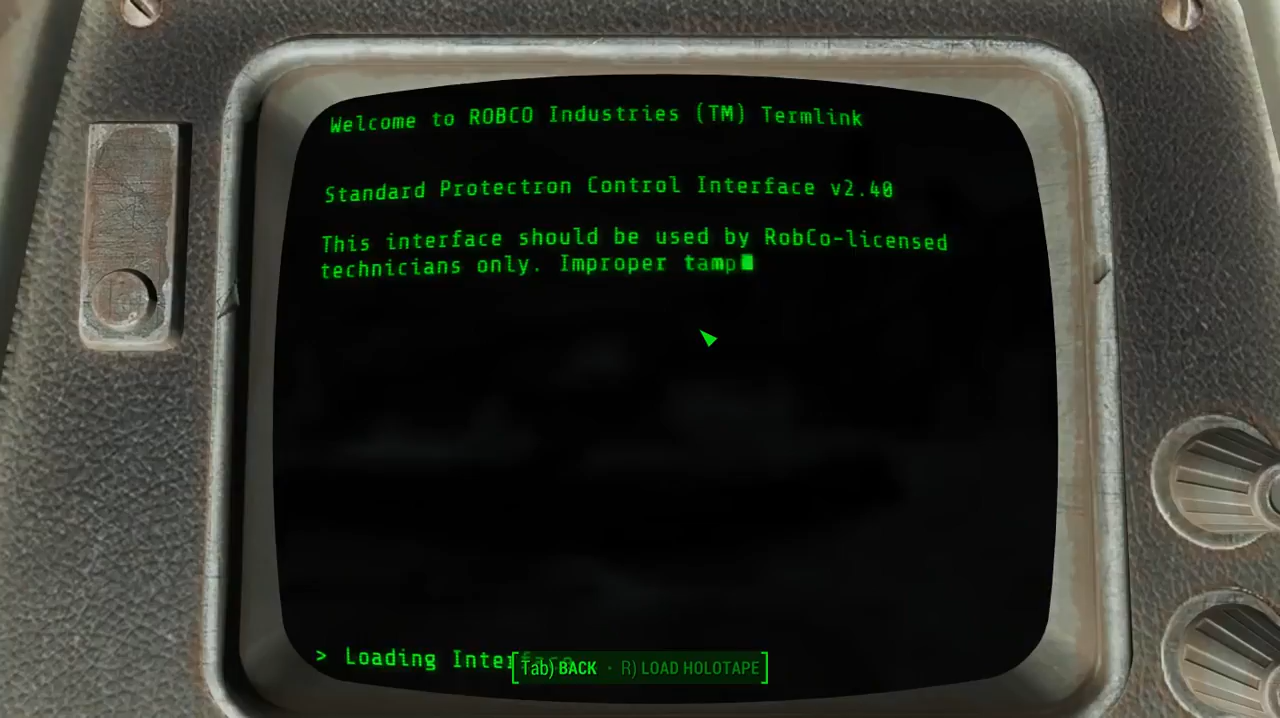 Welcome to ROBCO Industries (TM) Termlink
Standard Protectron Control Interface v2.40
This interface should be used by RobCo-licensed
technicians only. Improper tamp
> Loading Interface
Tab) BACK · R) LOAD HOLOTAPE